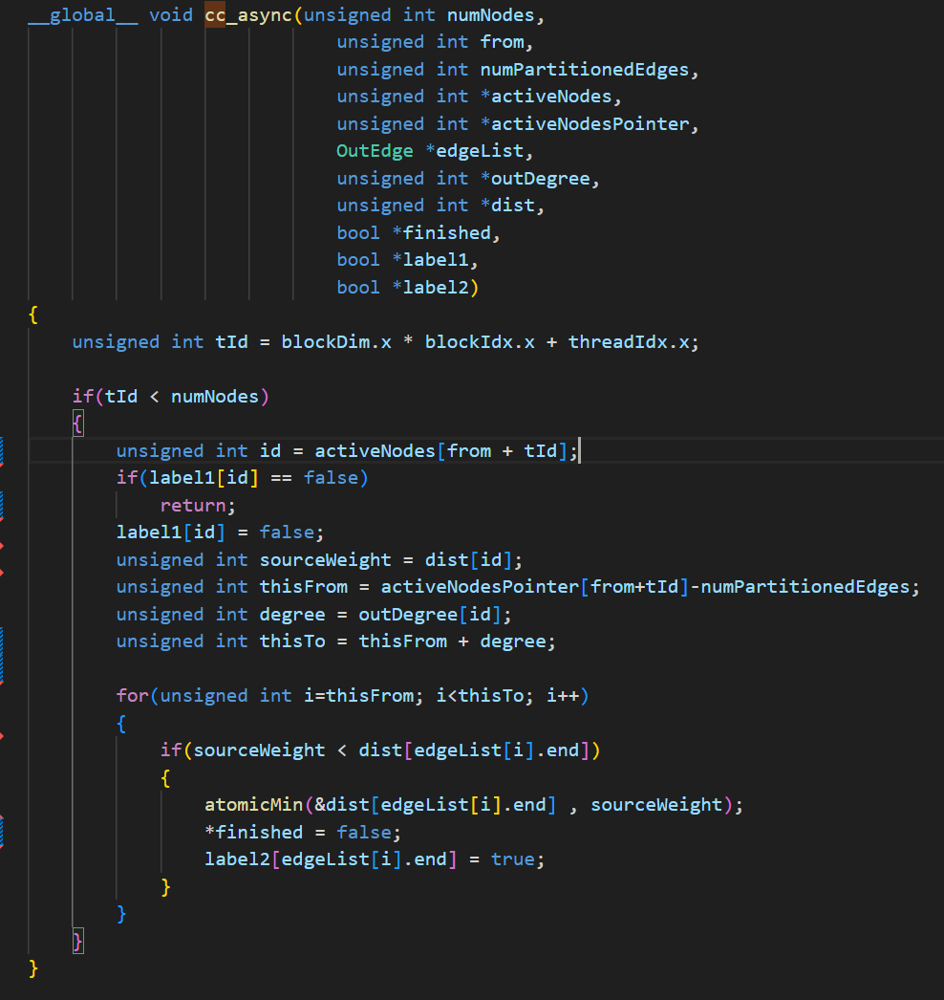 __global__ void cc_async(unsigned int numNodes,
unsigned int from,
unsigned int numPartitionedEdges,
unsigned int *activeNodes,
unsigned int *activeNodesPointer,
OutEdge *edgeList,
unsigned int *outDegree,
unsigned int *dist,
bool *finished,
bool *label1,
bool *label2)
{
unsigned int tId = blockDim.x * blockIdx.x + threadIdx.x;
if(tId < numNodes)
{
unsigned int id = activeNodes[from + tId];
if(label1[id] == false)
return;
label1[id] = false;
unsigned int sourceWeight = dist[id];
unsigned int thisFrom = activeNodesPointer[from+tId]-numPartitionedEdges;
unsigned int degree = outDegree[id];
unsigned int thisTo = thisFrom + degree;
for(unsigned int i=thisFrom; i<thisTo; i++)
{
if(sourceWeight < dist[edgeList[i].end])
{
atomicMin(&dist[edgeList[i].end] , sourceWeight);
*finished = false;
label2[edgeList[i].end] = true;
}
}
}
}